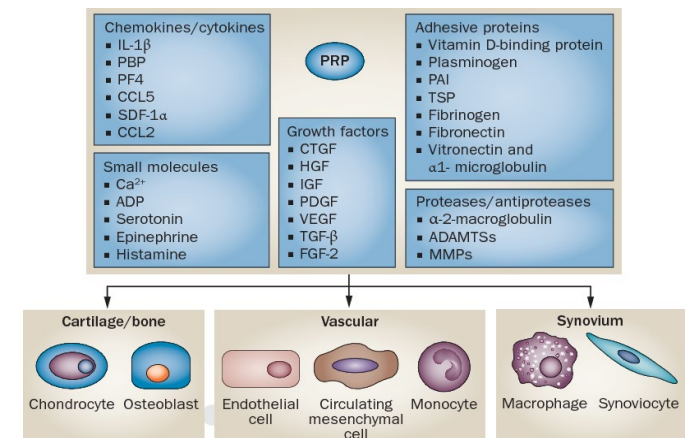 Chemokines/cytokines
▪ IL-1β
▪ PBP
▪ PF4
▪ CCL5
▪ SDF-1α
▪ CCL2
Small molecules
▪ Ca²⁺
▪ ADP
▪ Serotonin
▪ Epinephrine
▪ Histamine
PRP
Growth factors
▪ CTGF
▪ HGF
▪ IGF
▪ PDGF
▪ VEGF
▪ TGF-β
▪ FGF-2
Adhesive proteins
▪ Vitamin D-binding protein
▪ Plasminogen
▪ PAI
▪ TSP
▪ Fibrinogen
▪ Fibronectin
▪ Vitronectin and
α1- microglobulin
Proteases/antiproteases
▪ α-2-macroglobulin
▪ ADAMTSs
▪ MMPs
Cartilage/bone
Chondrocyte
Osteoblast
Vascular
Endothelial
cell
Circulating
mesenchymal
cell
Monocyte
Synovium
Macrophage
Synoviocyte